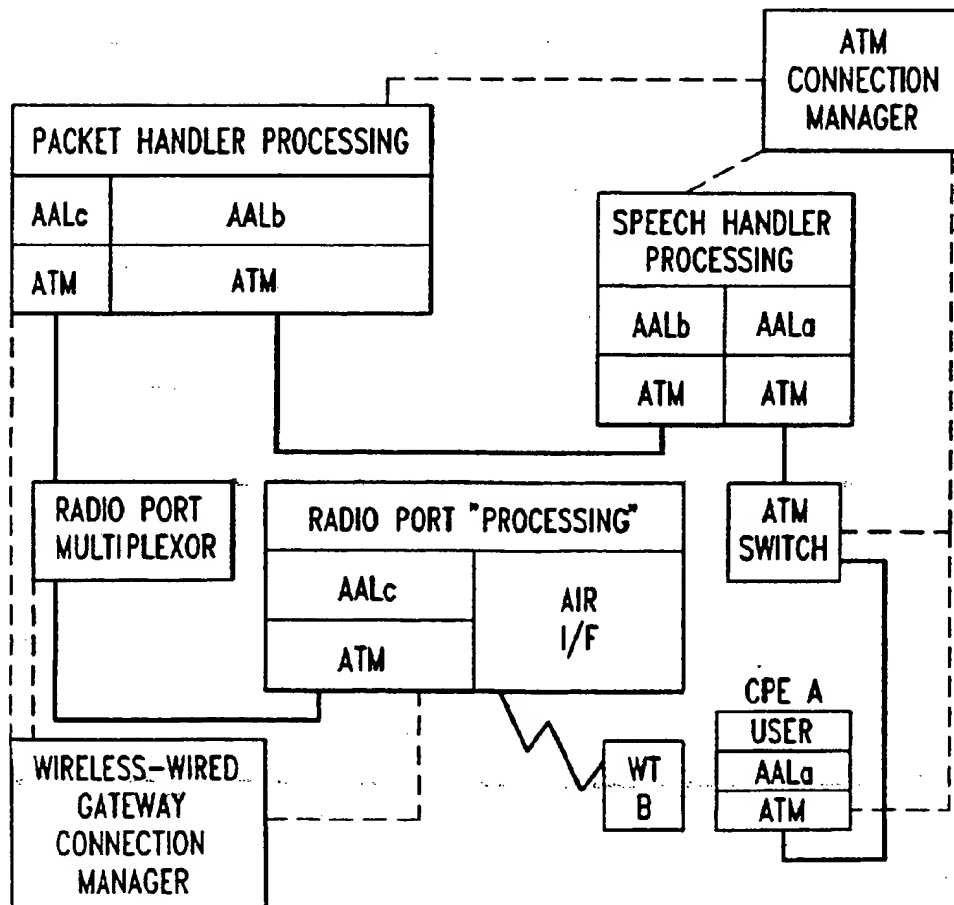 ATM
CONNECTION
MANAGER
PACKET HANDLER PROCESSING
AALc
AALb
ATM
ATM
SPEECH HANDLER
PROCESSING
AALb
AALa
ATM
ATM
RADIO PORT
MULTIPLEXOR
RADIO PORT "PROCESSING"
AALc
ATM
AIR
I/F
ATM
SWITCH
WIRELESS-WIRED
GATEWAY
CONNECTION
MANAGER
WT
B
CPE A
USER
AALa
ATM